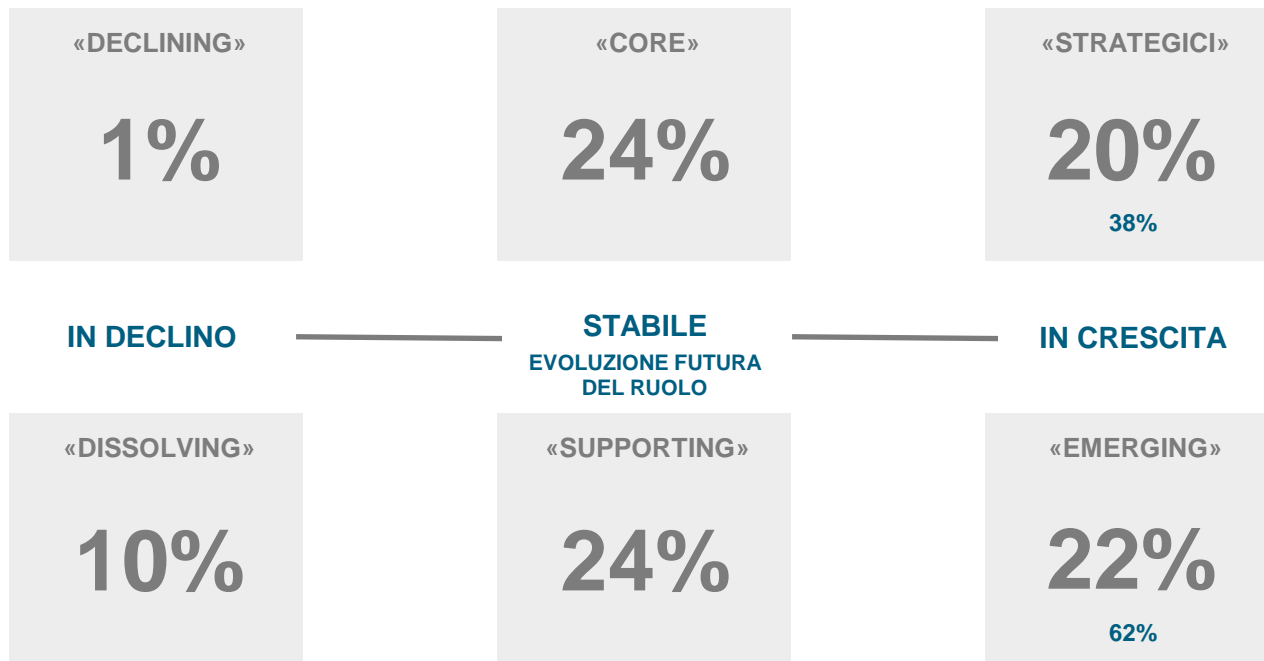 «DECLINING»
«CORE»
«STRATEGICI»
1%
24%
20%
38%
IN DECLINO
STABILE
EVOLUZIONE FUTURA
DEL RUOLO
IN CRESCITA
«DISSOLVING»
«SUPPORTING»
«EMERGING»
10%
24%
22%
62%